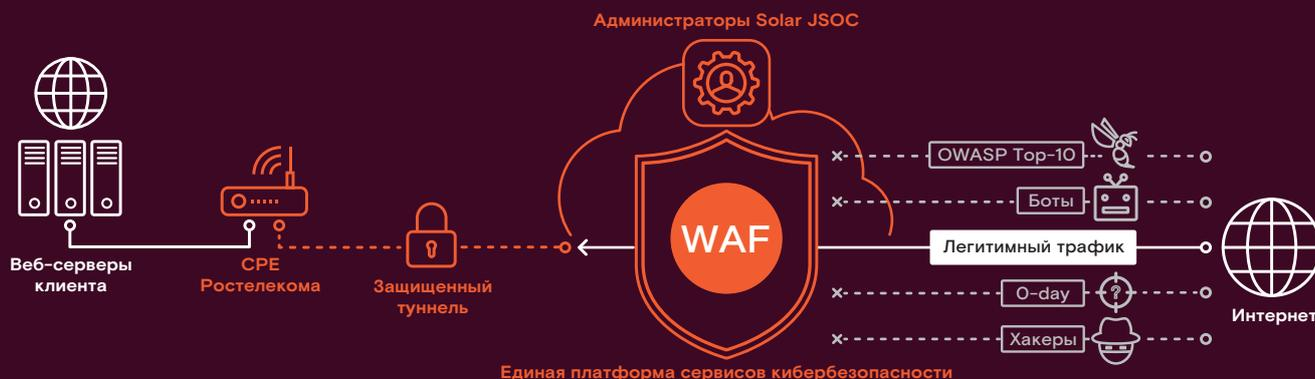 Администраторы Solar JSOC
WAF
OWASP Top-10
Боты
Легитимный трафик
0-day
Хакеры
Интернет
Веб-серверы
клиента
CPE
Ростелекома
Защищенный
туннель
Единая платформа сервисов кибербезопасности